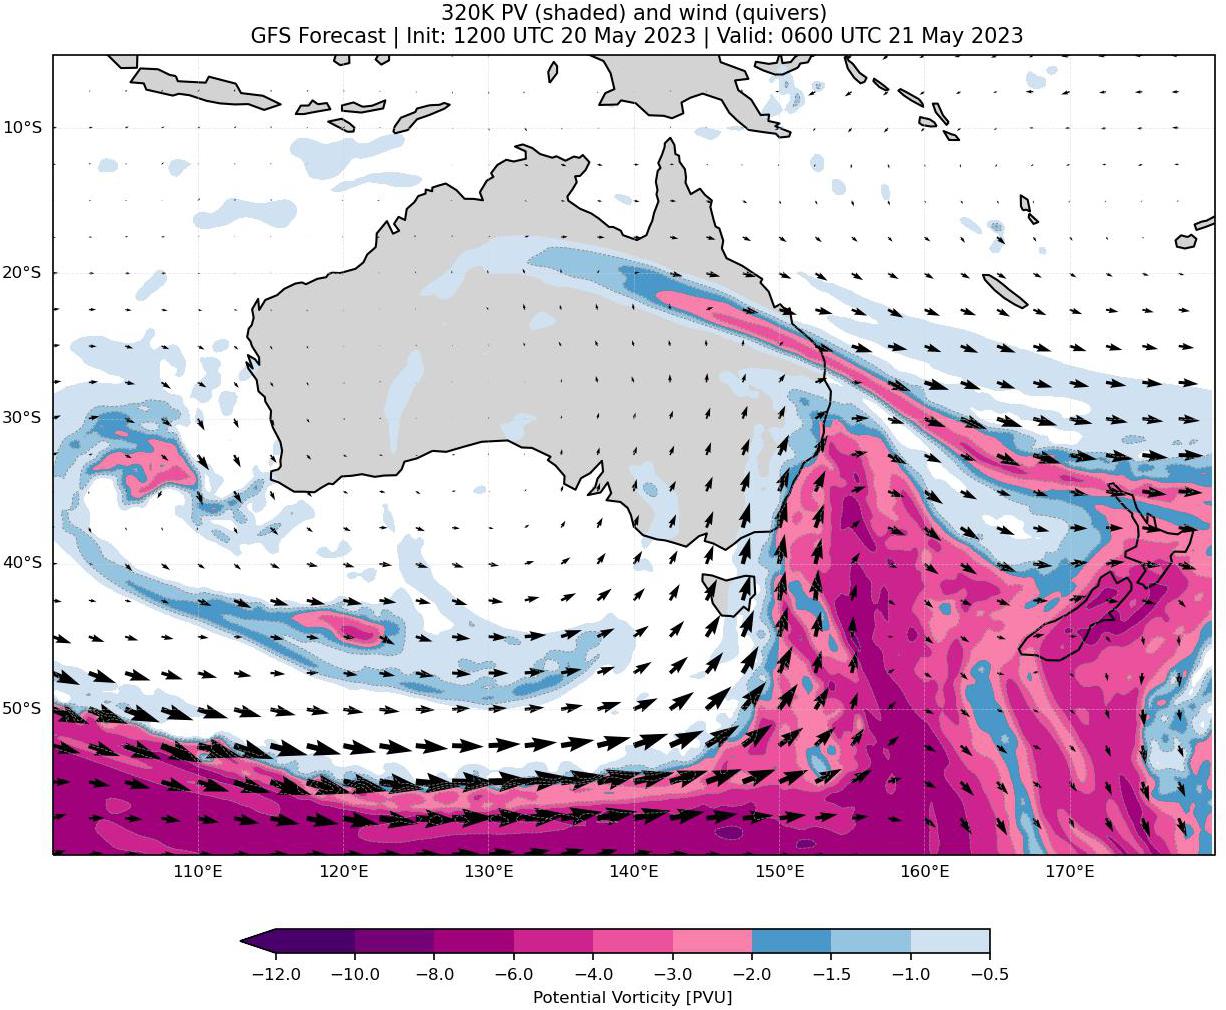 320K PV (shaded) and wind (quivers)
GFS Forecast | Init: 1200 UTC 20 May 2023 | Valid: 0600 UTC 21 May 2023
10°S
20°S
30°S
40°S
50°S
110°E 120°E 130°E 140°E 150°E 160°E 170°E
−12.0 −10.0 −8.0 −6.0 −4.0 −3.0 −2.0 −1.5 −1.0 −0.5
Potential Vorticity [PVU]